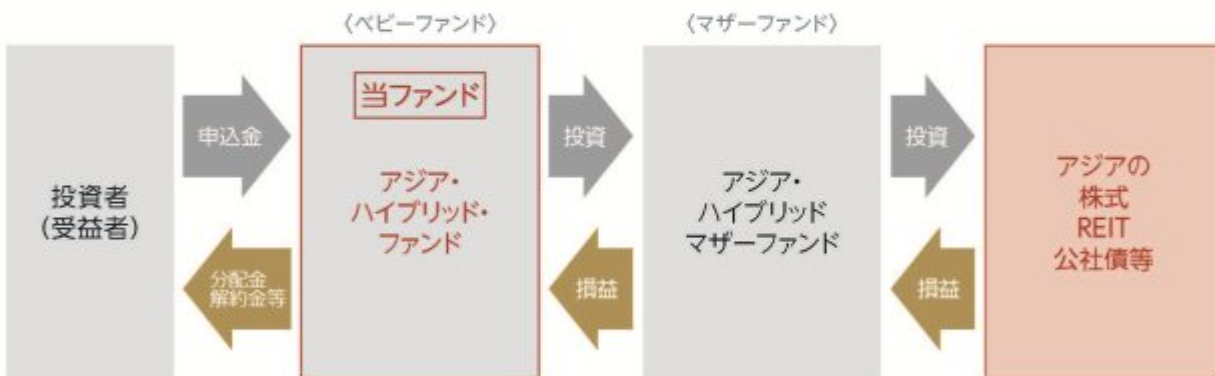 〈ベビーファンド〉
〈マザーファンド〉
投資者
(受益者)
申込金
分配金
解約金等
当ファンド
アジア・
ハイブリッド・
ファンド
投資
損益
アジア・
ハイブリッド
マザーファンド
投資
損益
アジアの
株式
REIT
公社債等